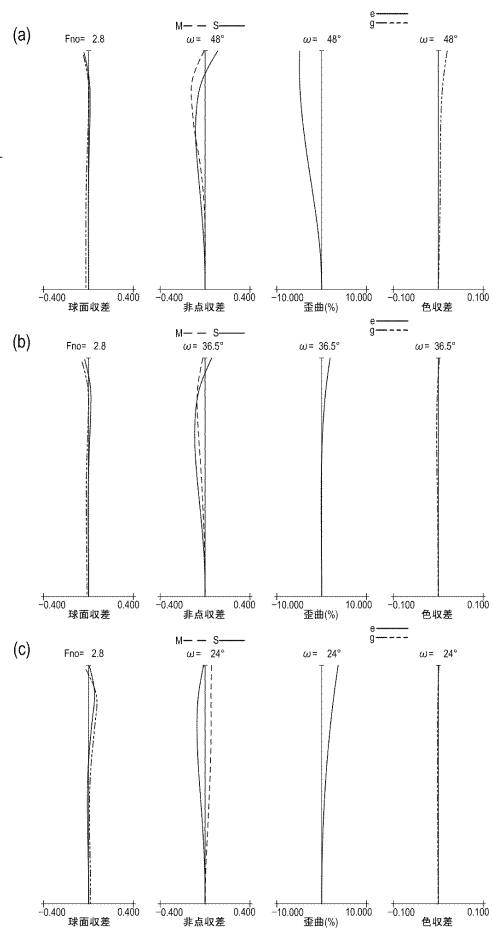 e
M S g
(a) Fno= 2.8 ω= 48° ω= 48° ω= 48°
−0.400 0.400 −0.400 0.400 −10.000 10.000 −0.100 0.100
球面収差 非点収差 歪曲(%) 色収差
e
M S g
(b) Fno= 2.8 ω= 36.5° ω= 36.5° ω= 36.5°
−0.400 0.400 −0.400 0.400 −10.000 10.000 −0.100 0.100
球面収差 非点収差 歪曲(%) 色収差
e
M S g
(c) Fno= 2.8 ω= 24° ω= 24° ω= 24°
−0.400 0.400 −0.400 0.400 −10.000 10.000 −0.100 0.100
球面収差 非点収差 歪曲(%) 色収差